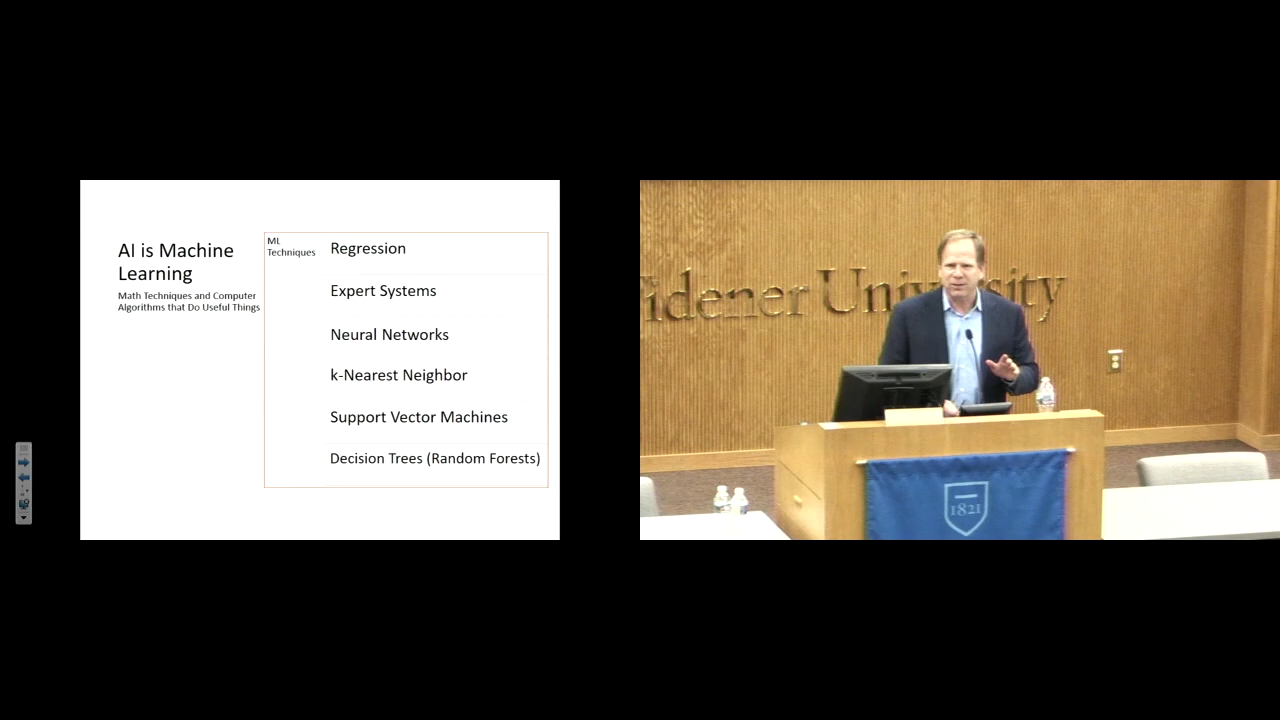 AI is Machine
Learning
Math Techniques and Computer
Algorithms that Do Useful Things
ML
Techniques
Regression
Expert Systems
Neural Networks
k-Nearest Neighbor
Support Vector Machines
Decision Trees (Random Forests)
idener University
1821